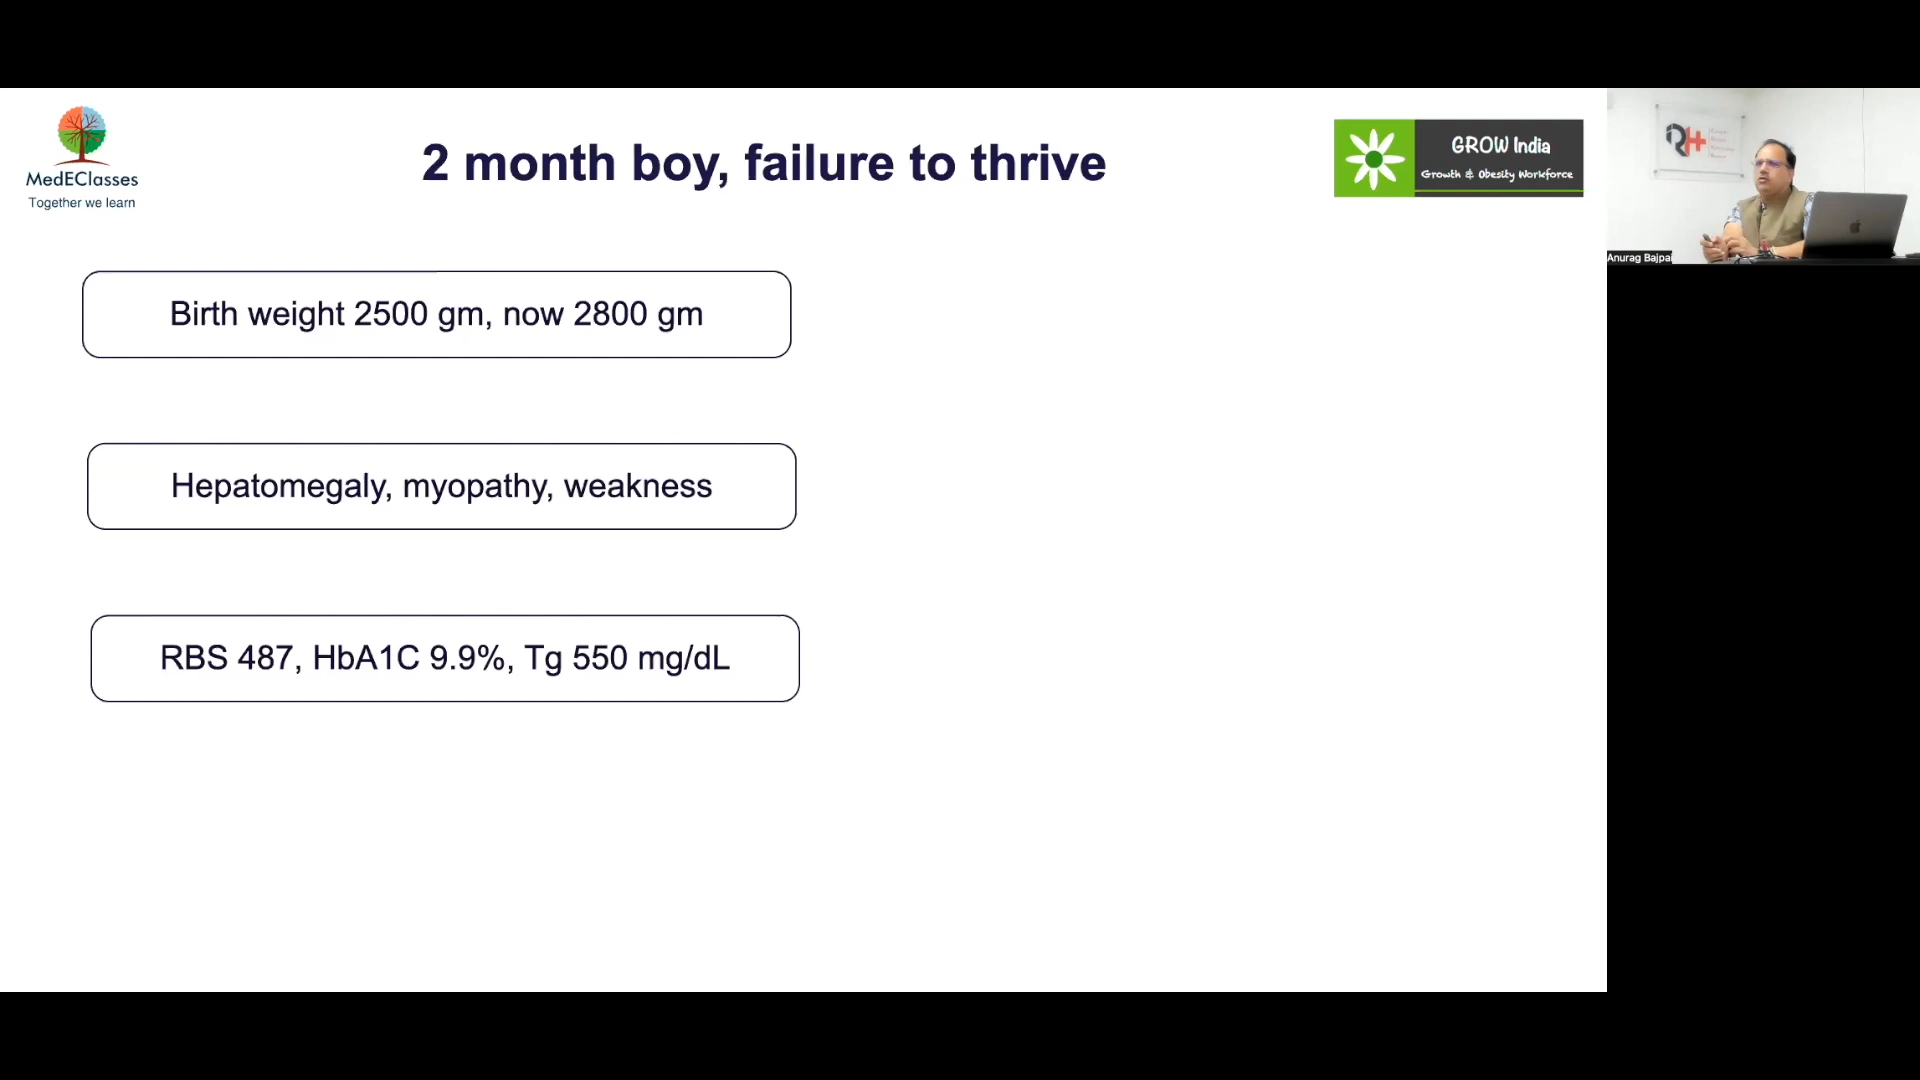 MedEClasses
Together we learn
2 month boy, failure to thrive
GROW India
Growth & Obesity Workforce
RH
Anurag Bajpai
Birth weight 2500 gm, now 2800 gm
Hepatomegaly, myopathy, weakness
RBS 487, HbA1C 9.9%, Tg 550 mg/dL